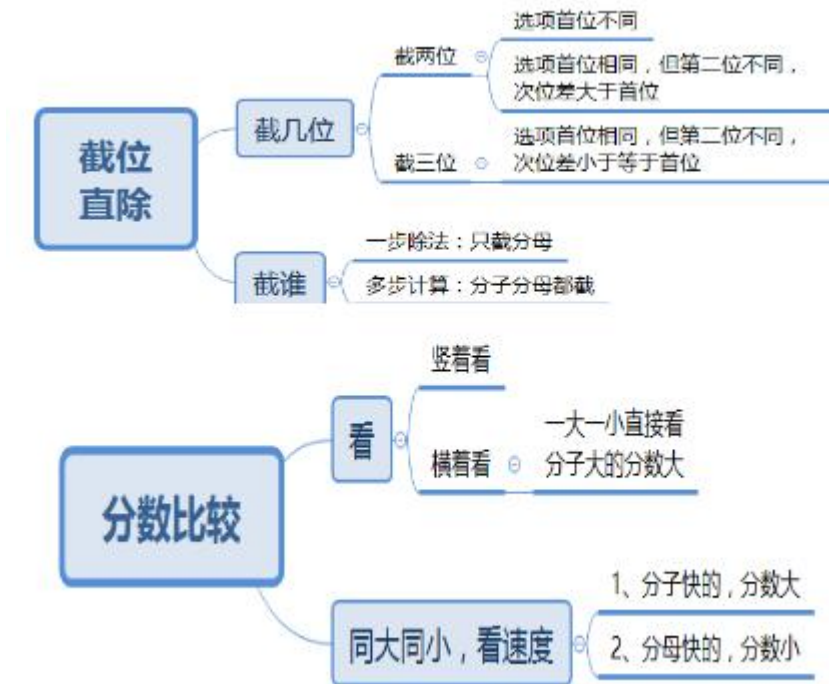 截位
直除
截几位
截两位
选项首位不同
选项首位相同，但第二位不同，
次位差大于首位
截三位
选项首位相同，但第二位不同，
次位差小于等于首位
截谁
一步除法：只截分母
多步计算：分子分母都截
分数比较
看
竖着看
横着看
一大一小直接看
分子大的分数大
同大同小，看速度
1、分子快的，分数大
2、分母快的，分数小